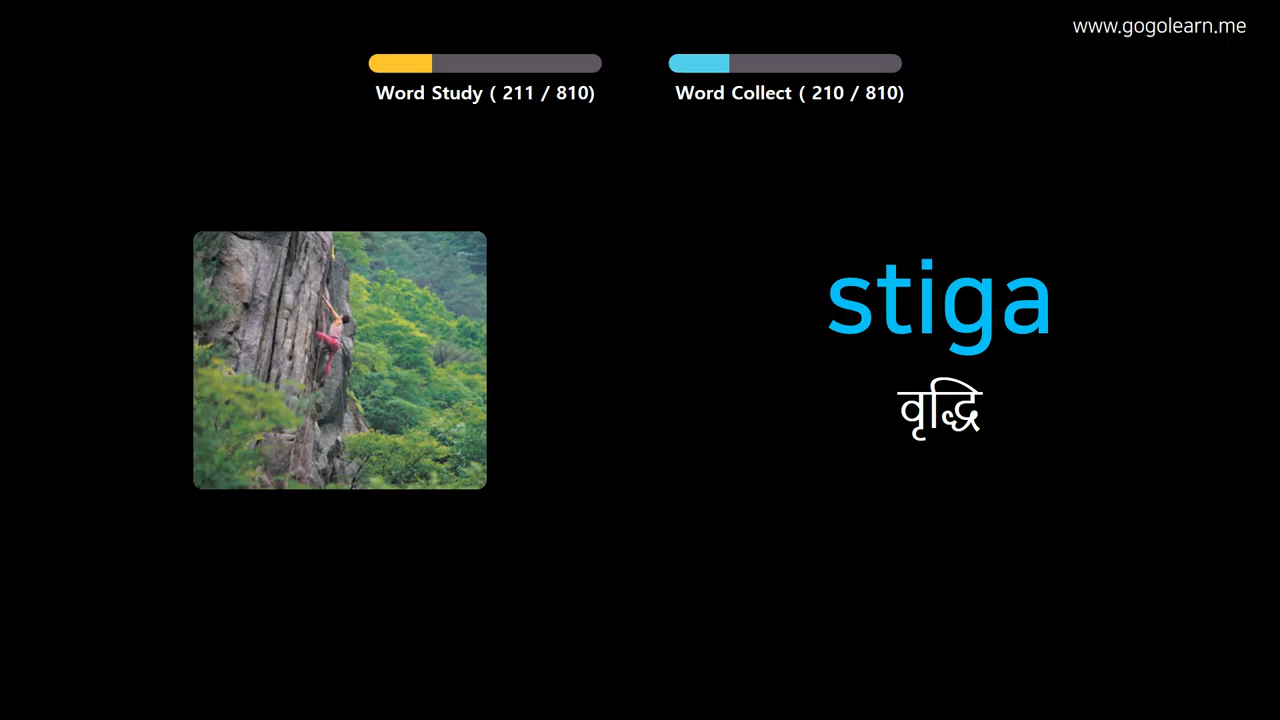 www.gogolearn.me
Word Study ( 211 / 810)
Word Collect ( 210 / 810)
stiga
वृद्धि